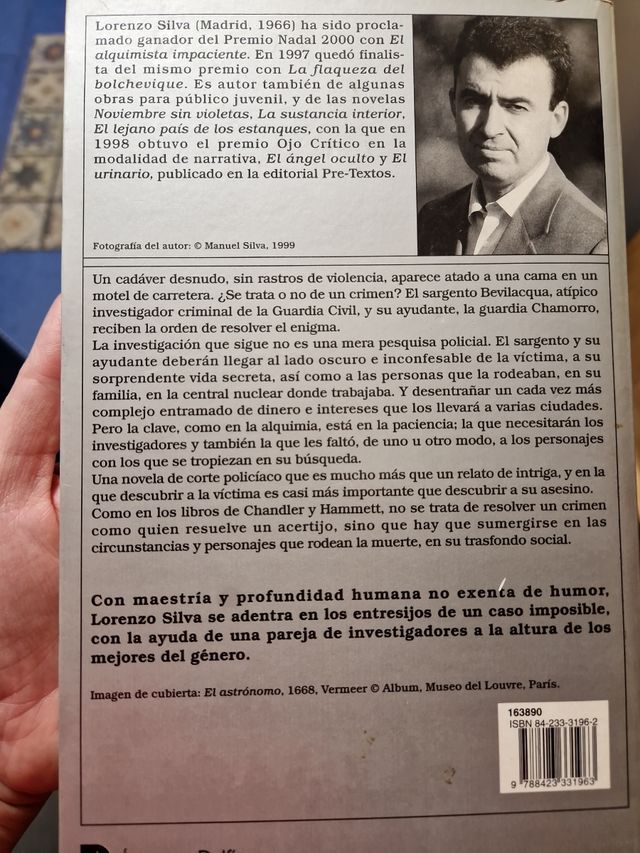 Lorenzo Silva (Madrid, 1966) ha sido procla-
mado ganador del Premio Nadal 2000 con El
alquimista impaciente. En 1997 quedó finalis-
ta del mismo premio con La flaqueza del
bolchevique. Es autor también de algunas
obras para público juvenil, y de las novelas
Noviembre sin violetas, La sustancia interior,
El lejano país de los estanques, con la que en
1998 obtuvo el premio Ojo Crítico en la
modalidad de narrativa, El ángel oculto y El
urinario, publicado en la editorial Pre-Textos.
Fotografía del autor: © Manuel Silva, 1999
Un cadáver desnudo, sin rastros de violencia, aparece atado a una cama en un
motel de carretera. ¿Se trata o no de un crimen? El sargento Bevilacqua, atípico
investigador criminal de la Guardia Civil, y su ayudante, la guardia Chamorro,
reciben la orden de resolver el enigma.
La investigación que sigue no es una mera pesquisa policial. El sargento y su
ayudante deberán llegar al lado oscuro e inconfesable de la víctima, a su
sorprendente vida secreta, así como a las personas que la rodeaban, en su
familia, en la central nuclear donde trabajaba. Y desentrañar un cada vez más
complejo entramado de dinero e intereses que los llevará a varias ciudades.
Pero la clave, como en la alquimia, está en la paciencia; la que necesitarán los
investigadores y también la que les faltó, de uno u otro modo, a los personajes
con los que se tropiezan en su búsqueda.
Una novela de corte policíaco que es mucho más que un relato de intriga, y en la
que descubrir a la víctima es casi más importante que descubrir a su asesino.
Como en los libros de Chandler y Hammett, no se trata de resolver un crimen
como quien resuelve un acertijo, sino que hay que sumergirse en las
circunstancias y personajes que rodean la muerte, en su trasfondo social.
Con maestría y profundidad humana no exenta de humor,
Lorenzo Silva se adentra en los entresijos de un caso imposible,
con la ayuda de una pareja de investigadores a la altura de los
mejores del género.
Imagen de cubierta: El astrónomo, 1668, Vermeer © Album, Museo del Louvre, París.
163890
ISBN 84-233-3196-2
9 788423 331963